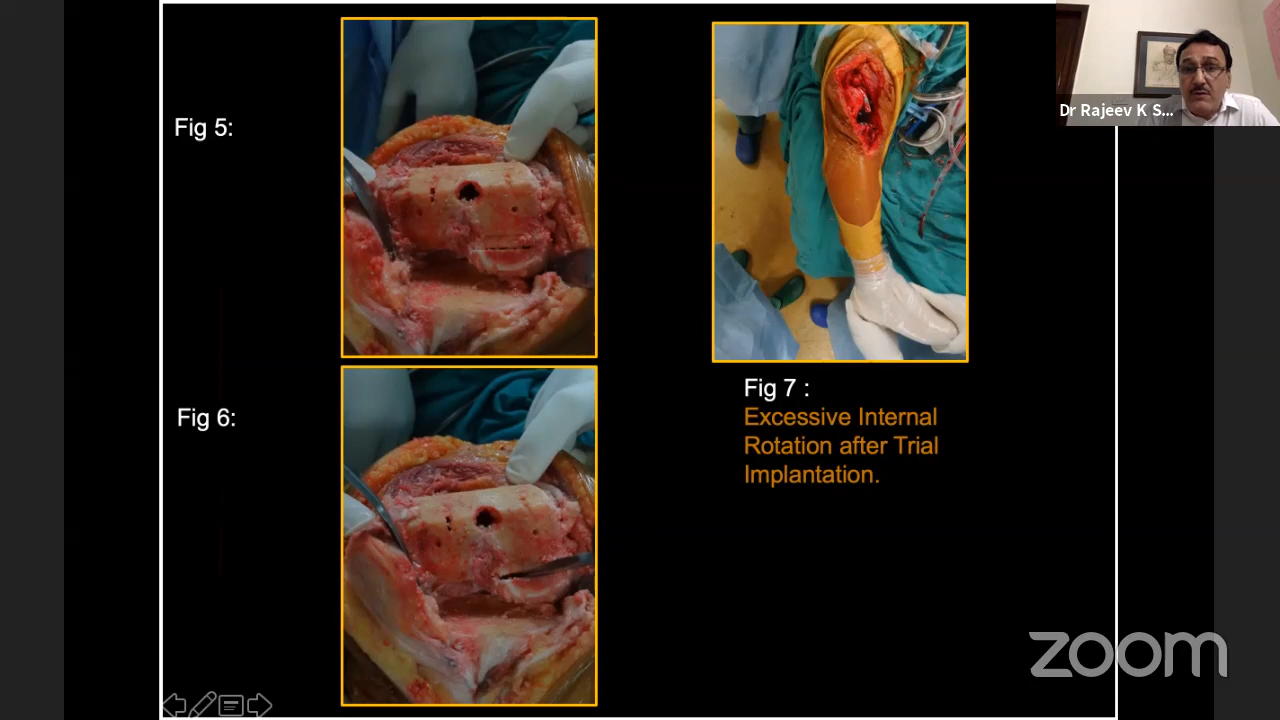 Fig 5:
Fig 6:
Fig 7 :
Excessive Internal
Rotation after Trial
Implantation.
Dr Rajeev K S...
zoom